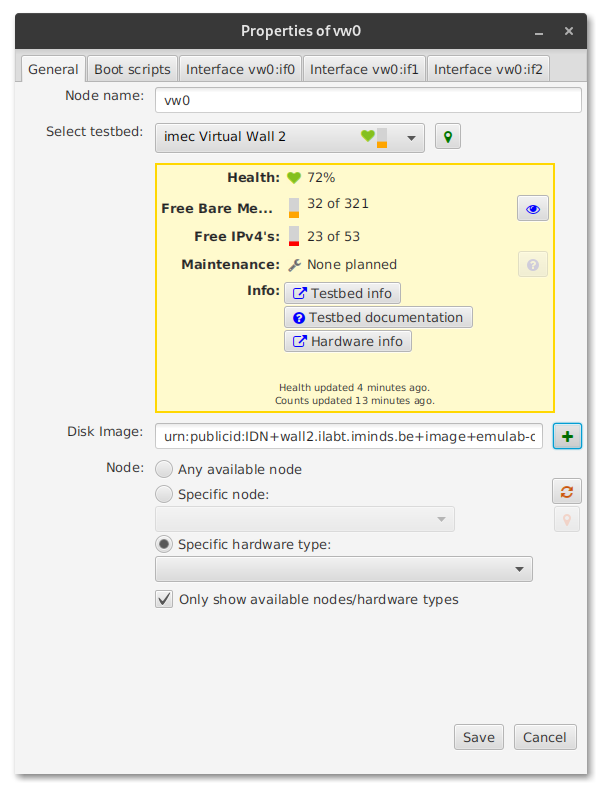 Properties of vw0
General Boot scripts Interface vw0:if0 Interface vw0:if1 Interface vw0:if2
Node name: vw0
Select testbed: imec Virtual Wall 2
Health: 72%
Free Bare Me... 32 of 321
Free IPv4's: 23 of 53
Maintenance: None planned
Info: Testbed info
Testbed documentation
Hardware info
Health updated 4 minutes ago.
Counts updated 13 minutes ago.
Disk Image: urn:publicid:IDN+wall2.ilabt.iminds.be+image+emulab-o
Node: Any available node
Specific node:
Specific hardware type:
Only show available nodes/hardware types
Save Cancel